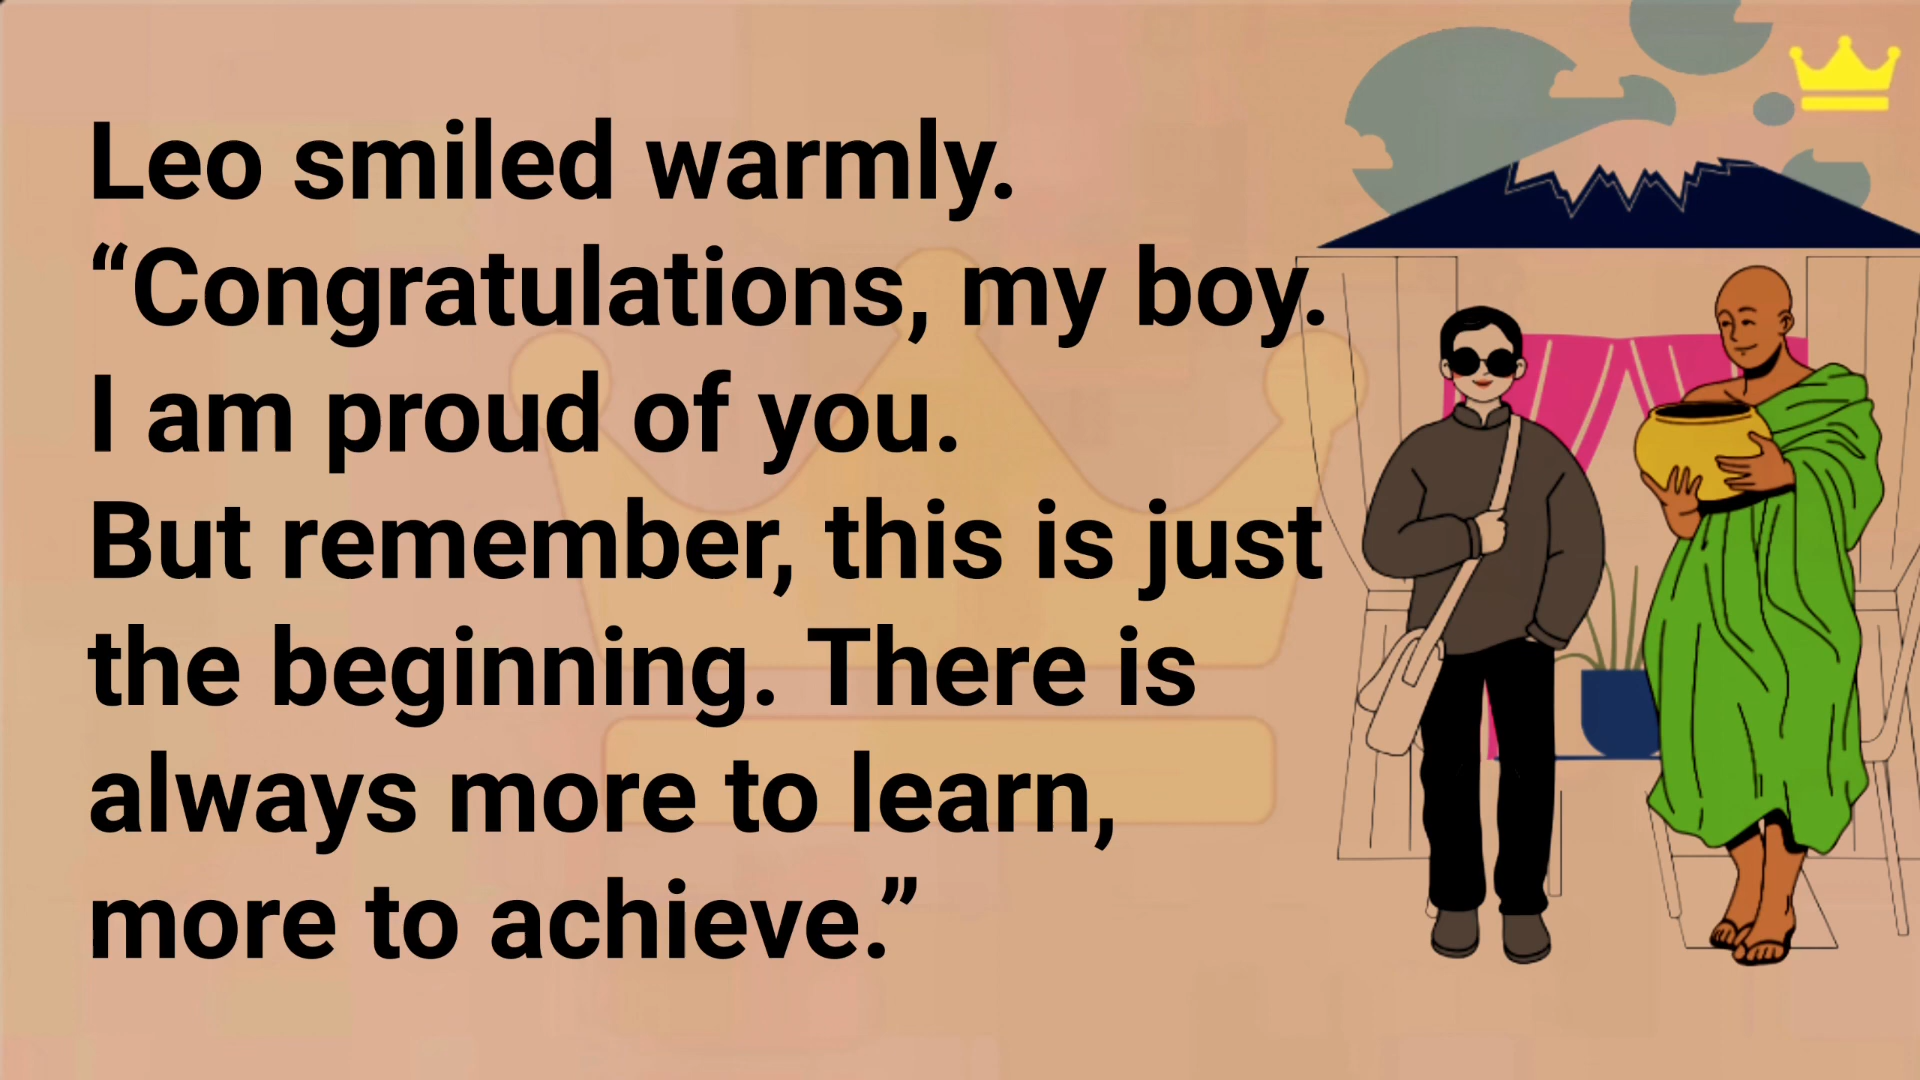 Leo smiled warmly.
“Congratulations, my boy.
I am proud of you.
But remember, this is just
the beginning. There is
always more to learn,
more to achieve.”